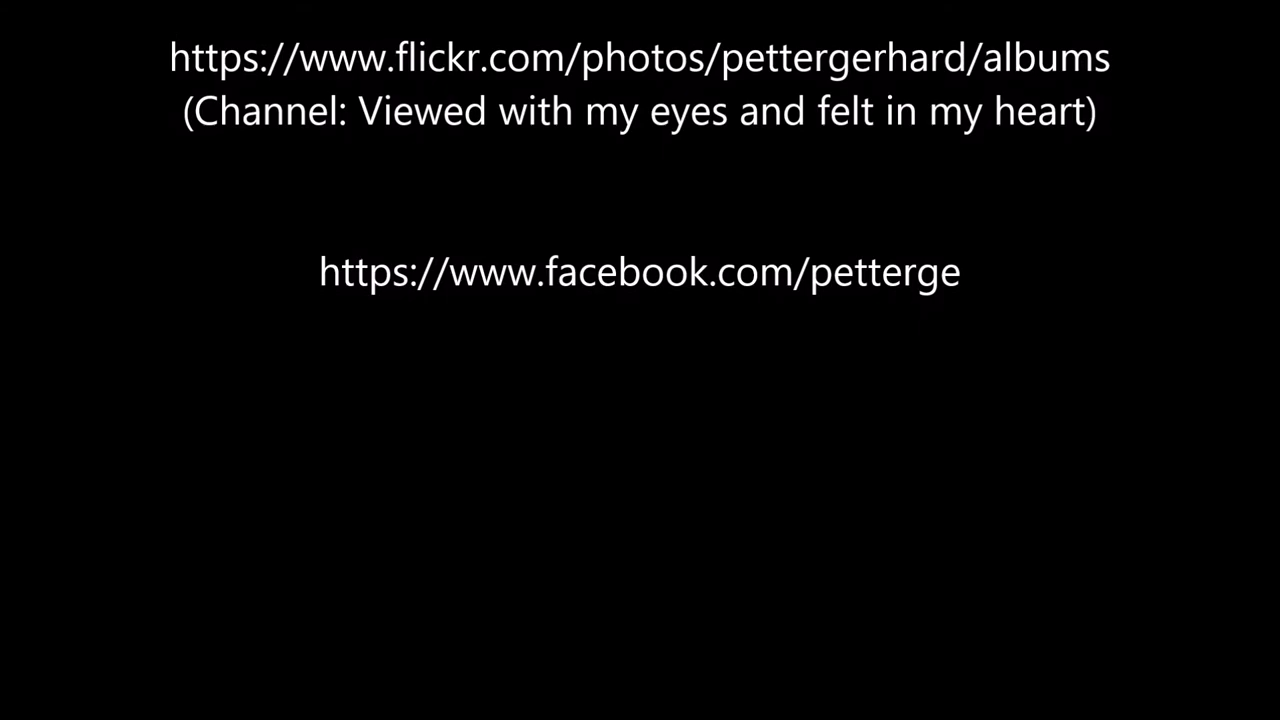 https://www.flickr.com/photos/pettergerhard/albums
(Channel: Viewed with my eyes and felt in my heart)
https://www.facebook.com/petterge